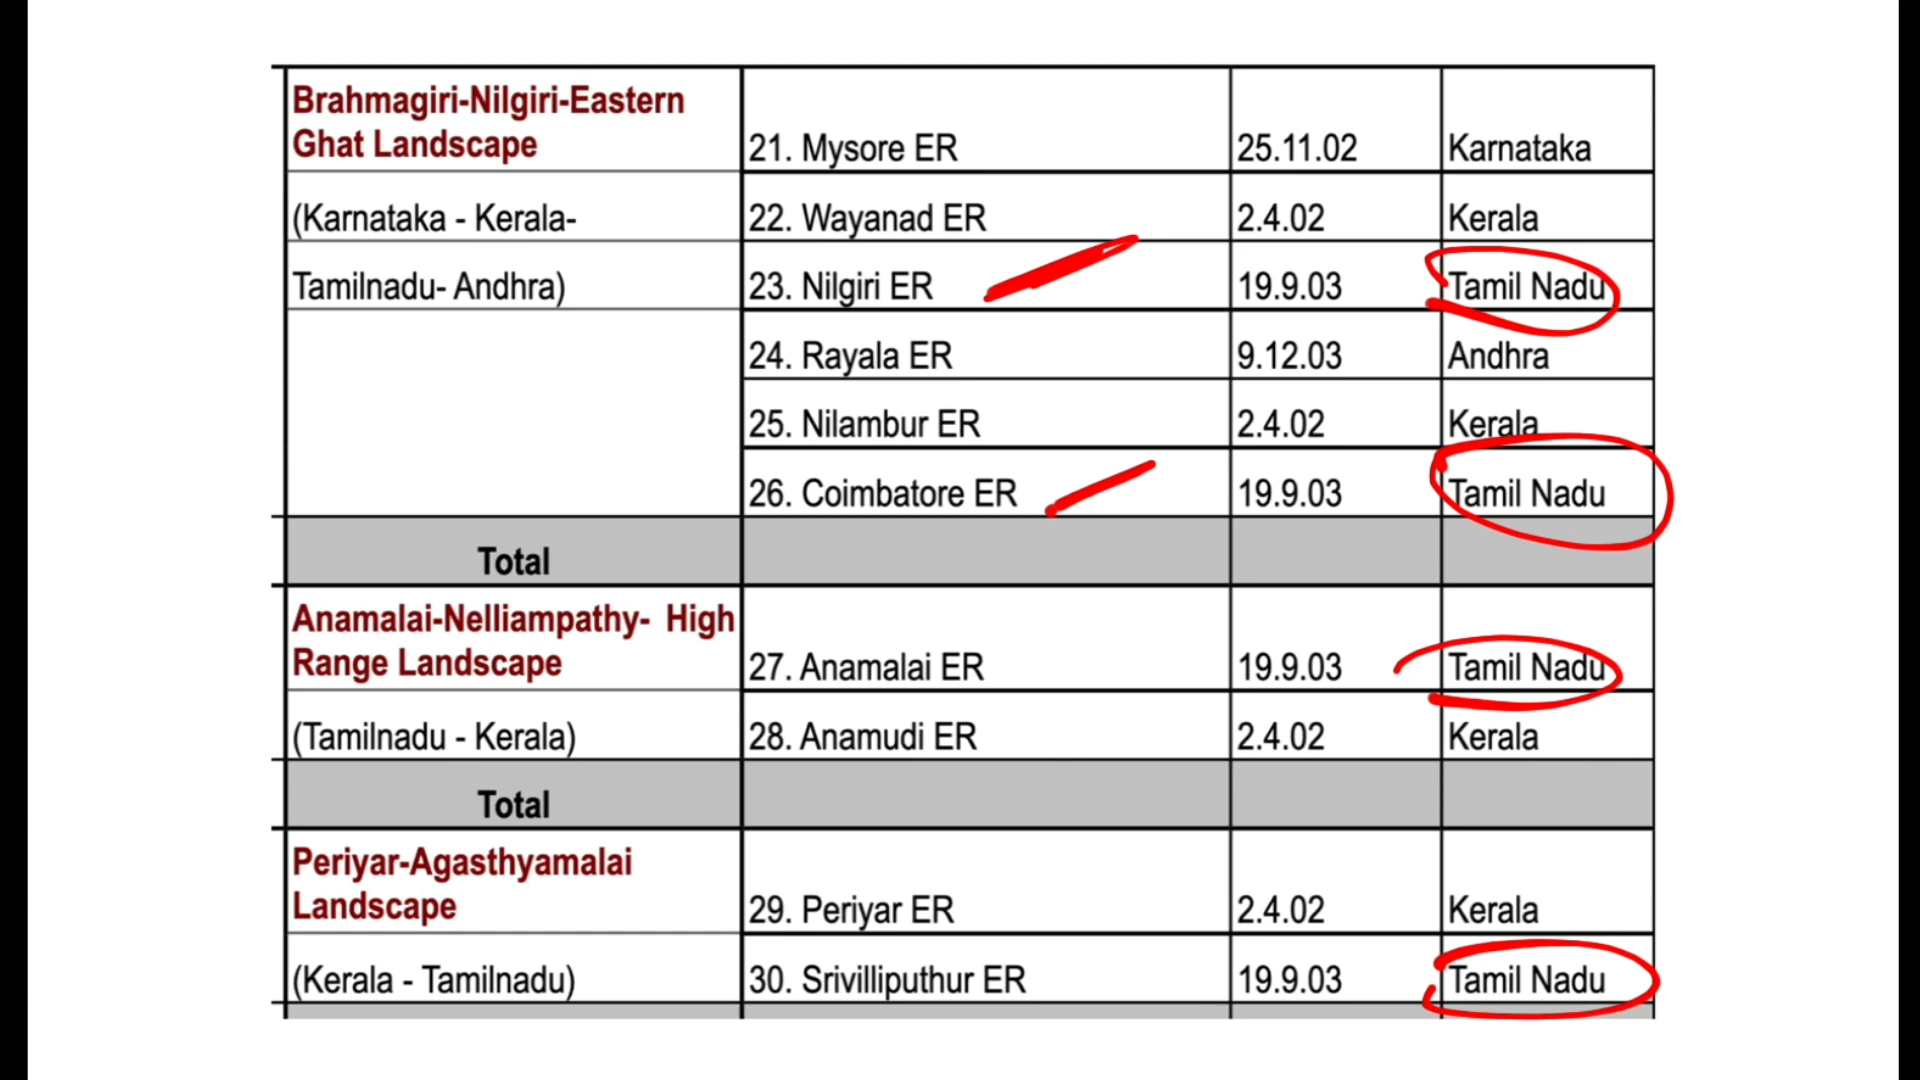 Brahmagiri-Nilgiri-Eastern
Ghat Landscape
21. Mysore ER 25.11.02 Karnataka
(Karnataka - Kerala- 22. Wayanad ER 2.4.02 Kerala
Tamilnadu- Andhra) 23. Nilgiri ER 19.9.03 Tamil Nadu
24. Rayala ER 9.12.03 Andhra
25. Nilambur ER 2.4.02 Kerala
26. Coimbatore ER 19.9.03 Tamil Nadu
Total
Anamalai-Nelliampathy- High
Range Landscape
27. Anamalai ER 19.9.03 Tamil Nadu
(Tamilnadu - Kerala) 28. Anamudi ER 2.4.02 Kerala
Total
Periyar-Agasthyamalai
Landscape
29. Periyar ER 2.4.02 Kerala
(Kerala - Tamilnadu) 30. Srivilliputhur ER 19.9.03 Tamil Nadu